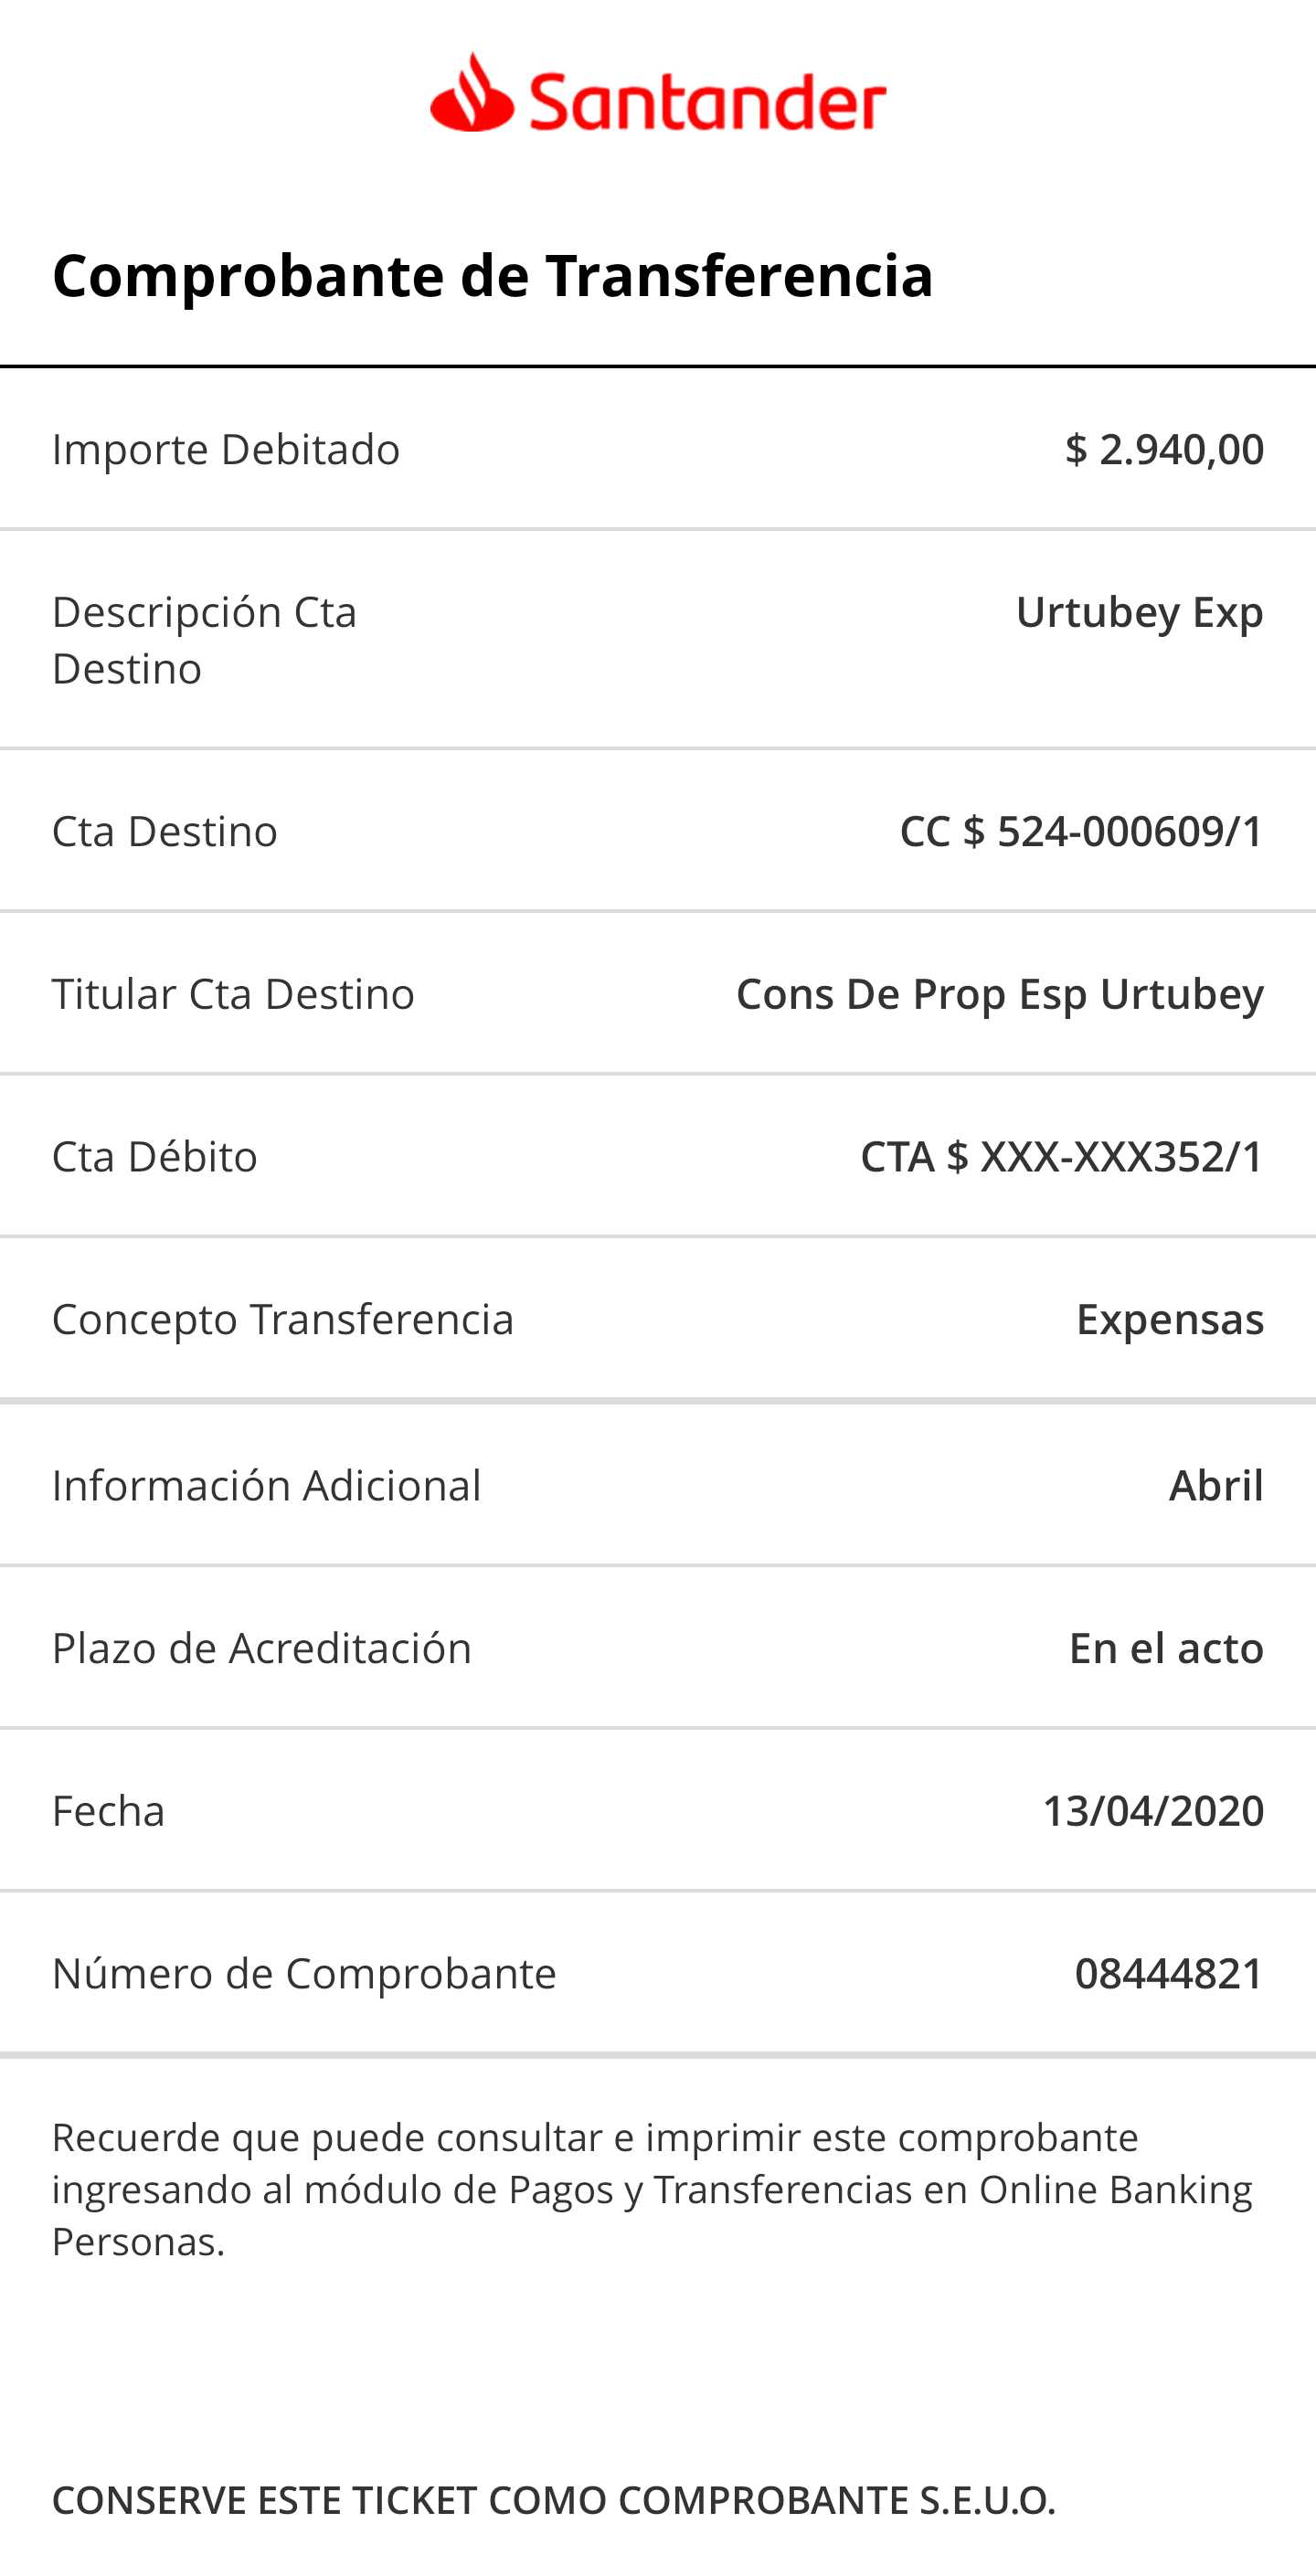 Santander
Comprobante de Transferencia
Importe Debitado $ 2.940,00
Descripción Cta Urtubey Exp
Destino
Cta Destino CC $ 524-000609/1
Titular Cta Destino Cons De Prop Esp Urtubey
Cta Débito CTA $ XXX-XXX352/1
Concepto Transferencia Expensas
Información Adicional Abril
Plazo de Acreditación En el acto
Fecha 13/04/2020
Número de Comprobante 08444821
Recuerde que puede consultar e imprimir este comprobante
ingresando al módulo de Pagos y Transferencias en Online Banking
Personas.
CONSERVE ESTE TICKET COMO COMPROBANTE S.E.U.O.